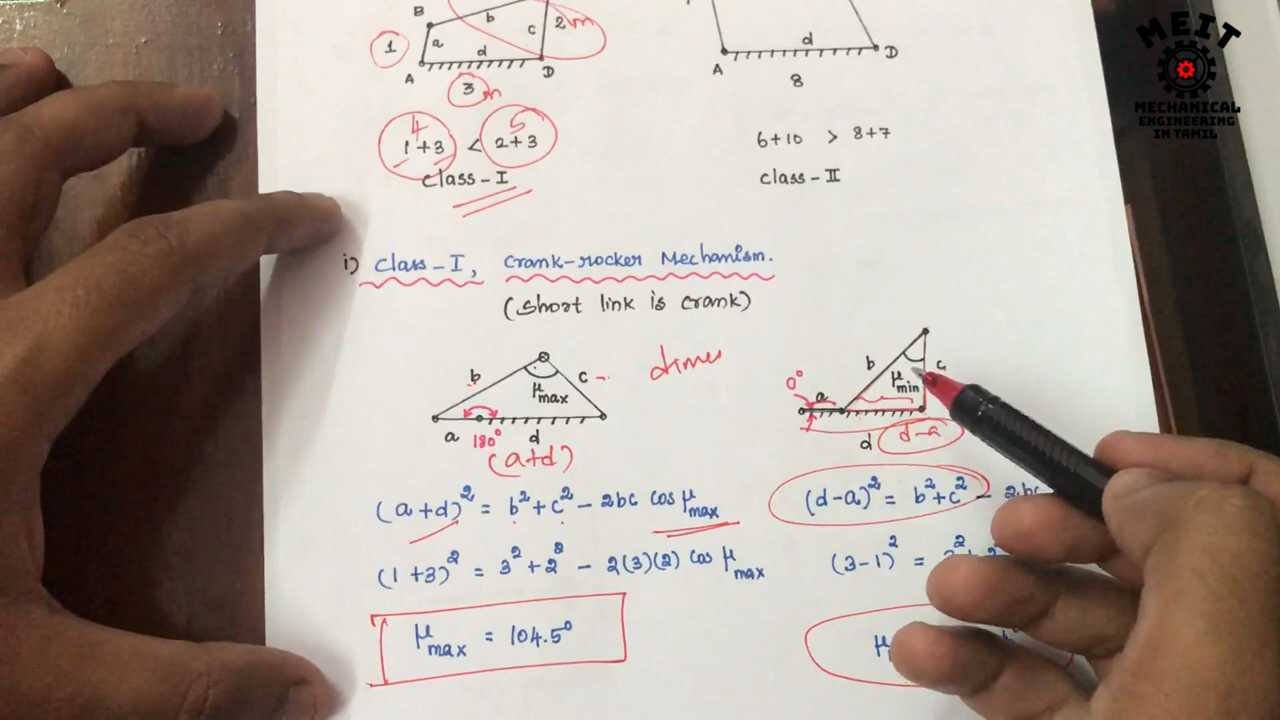 B
b
c
2m
1
a
d
A
D
3m
4
5
1+3 < 2+3
Class-I
d
A
D
8
6+10 > 8+7
Class-II
MEIT
MECHANICAL
ENGINEERING
IN TAMIL
i) Class-I, Crank-rocker Mechanism.
(Short link is crank)
b
μmax
c
a
180°
d
(a+d)
0°
a
b
μmin
c
d
d-a
(a+d)² = b²+c² - 2bc cos μmax
(1+3)² = 3²+2² - 2(3)(2) cos μmax
μmax = 104.5°
(d-a)² = b²+c² - 2bc
(3-1)² =
μ